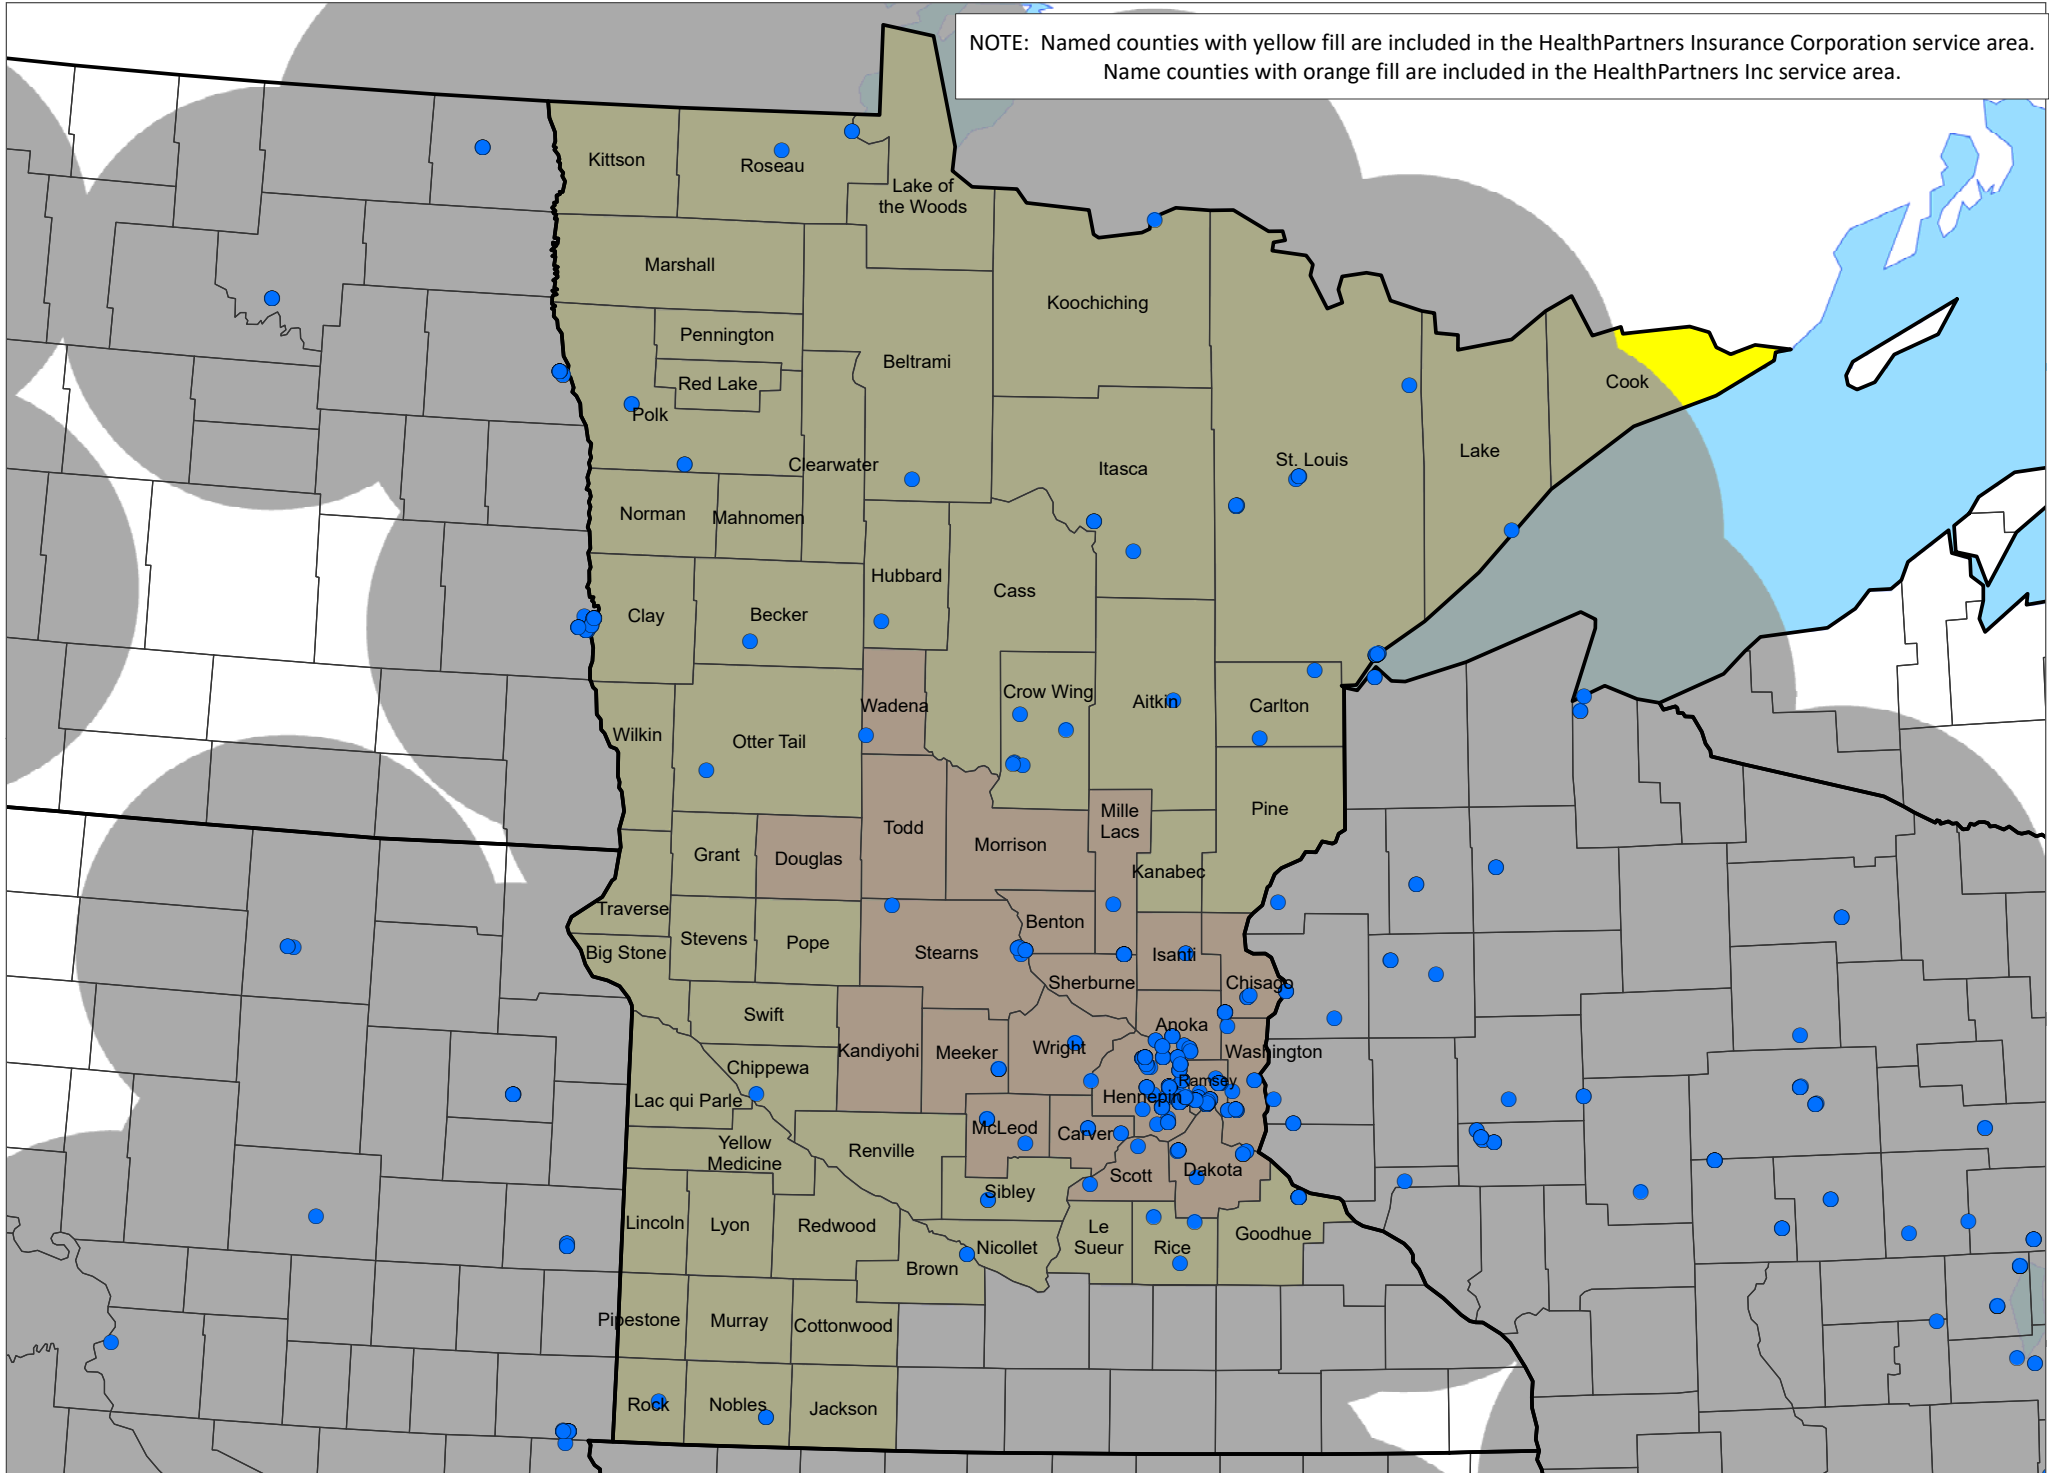 NOTE:  Named counties with yellow fill are included in the HealthPartners Insurance Corporation service area.
Name counties with orange fill are included in the HealthPartners Inc service area.
Kittson
Roseau
Lake of
the Woods
Marshall
Koochiching
Pennington
Beltrami
Red Lake
Cook
Polk
Clearwater
Itasca
St. Louis
Lake
Norman
Mahnomen
Hubbard
Cass
Clay
Becker
Wadena
Crow Wing
Aitkin
Carlton
Wilkin
Otter Tail
Mille
Lacs
Pine
Todd
Morrison
Grant
Douglas
Kanabec
Traverse
Benton
Stevens
Pope
Big Stone
Stearns
Isanti
Sherburne
Chisago
Swift
Anoka
Kandiyohi
Meeker
Wright
Washington
Chippewa
Ramsey
Lac qui Parle
Hennepin
McLeod
Carver
Yellow
Medicine
Renville
Scott
Dakota
Sibley
Lincoln
Lyon
Redwood
Le
Sueur
Nicollet
Rice
Goodhue
Brown
Pipestone
Murray
Cottonwood
Rock
Nobles
Jackson